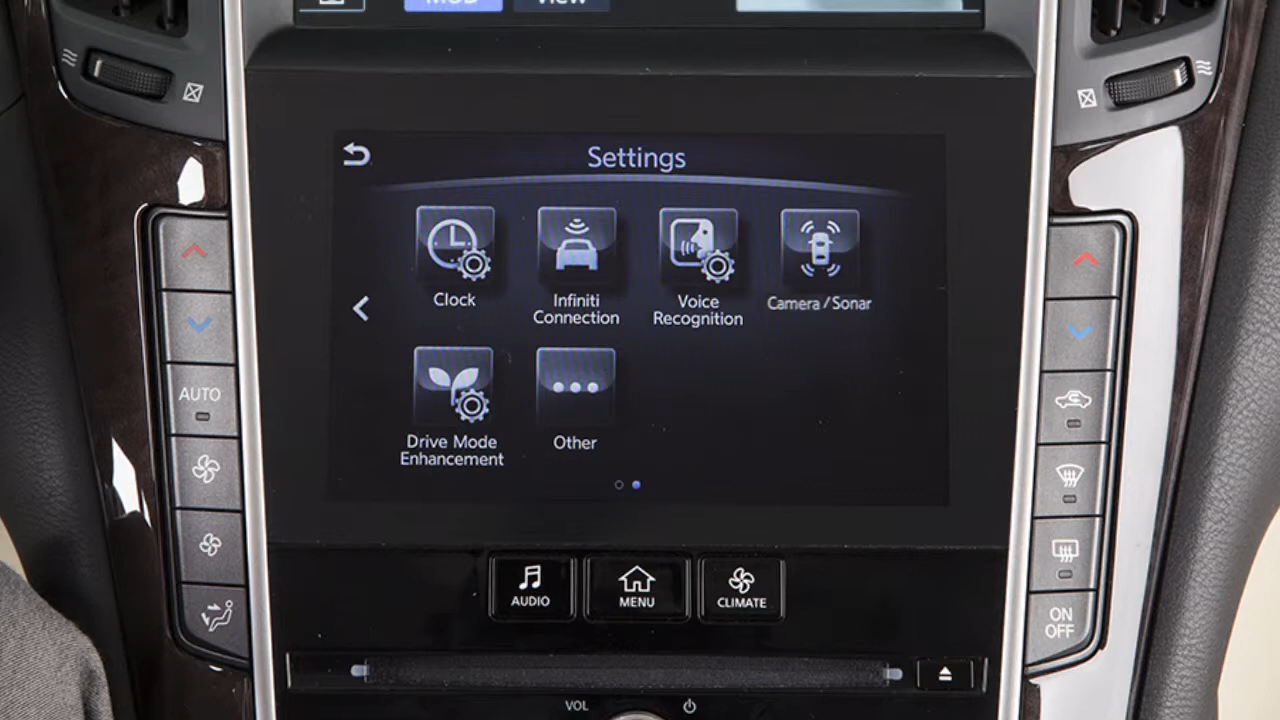 MOD View
Settings
Clock
Infiniti
Connection
Voice
Recognition
Camera/Sonar
Drive Mode
Enhancement
Other
AUTO
ON
OFF
AUDIO
MENU
CLIMATE
VOL